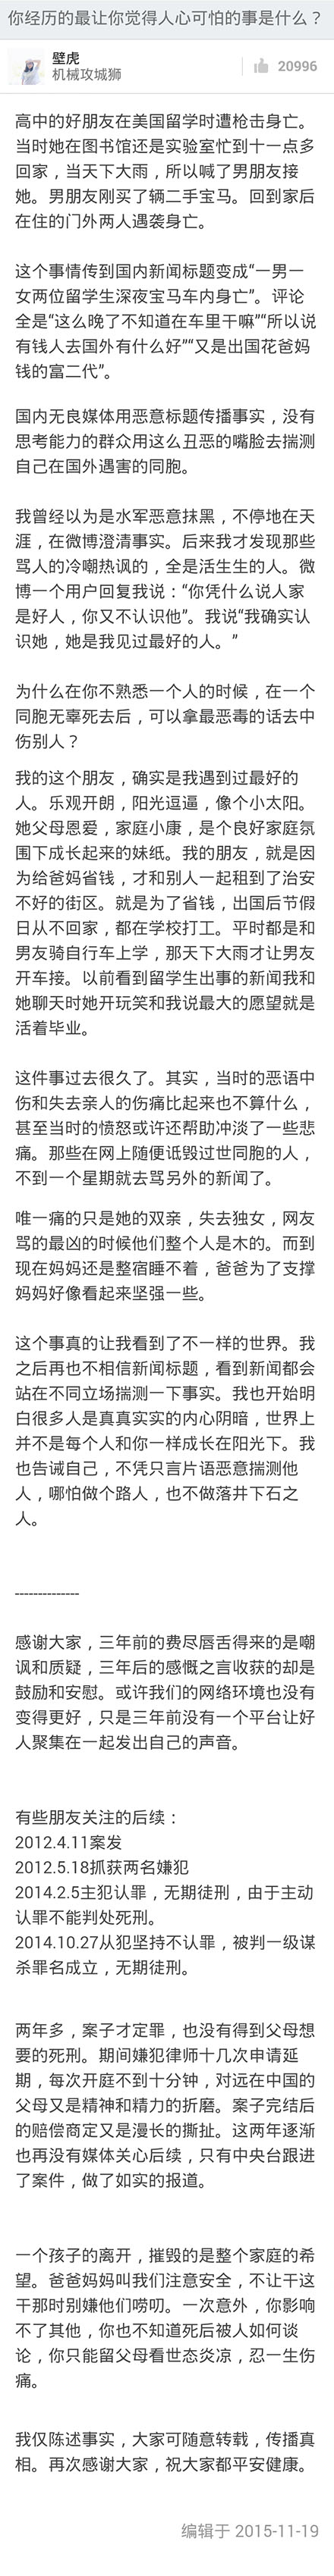 你经历的最让你觉得人心可怕的事是什么？
壁虎
机械攻城狮
20996
高中的好朋友在美国留学时遭枪击身亡。
当时她在图书馆还是实验室忙到十一点多
回家，当天下大雨，所以喊了男朋友接
她。男朋友刚买了辆二手宝马。回到家后
在住的门外两人遇袭身亡。
这个事情传到国内新闻标题变成“一男一
女两位留学生深夜宝马车内身亡”。评论
全是“这么晚了不知道在车里干嘛”“所以说
有钱人去国外有什么好”“又是出国花爸妈
钱的富二代”。
国内无良媒体用恶意标题传播事实，没有
思考能力的群众用这么丑恶的嘴脸去揣测
自己在国外遇害的同胞。
我曾经以为是水军恶意抹黑，不停地在天
涯，在微博澄清事实。后来我才发现那些
骂人的冷嘲热讽的，全是活生生的人。微
博一个用户回复我说：“你凭什么说人家
是好人，你又不认识他”。我说“我确实认
识她，她是我见过最好的人。”
为什么在你不熟悉一个人的时候，在一个
同胞无辜死去后，可以拿最恶毒的话去中
伤别人？
我的这个朋友，确实是我遇到过最好的
人。乐观开朗，阳光逗逼，像个小太阳。
她父母恩爱，家庭小康，是个良好家庭氛
围下成长起来的妹纸。我的朋友，就是因
为给爸妈省钱，才和别人一起租到了治安
不好的街区。就是为了省钱，出国后节假
日从不回家，都在学校打工。平时都是和
男友骑自行车上学，那天下大雨才让男友
开车接。以前看到留学生出事的新闻我和
她聊天时她开玩笑和我说最大的愿望就是
活着毕业。
这件事过去很久了。其实，当时的恶语中
伤和失去亲人的伤痛比起来也不算什么，
甚至当时的愤怒或许还帮助冲淡了一些悲
痛。那些在网上随便诋毁过世同胞的人，
不到一个星期就去骂另外的新闻了。
唯一痛的只是她的双亲，失去独女，网友
骂的最凶的时候他们整个人是木的。而到
现在妈妈还是整宿睡不着，爸爸为了支撑
妈妈好像看起来坚强一些。
这个事真的让我看到了不一样的世界。我
之后再也不相信新闻标题，看到新闻都会
站在不同立场揣测一下事实。我也开始明
白很多人是真真实实的内心阴暗，世界上
并不是每个人和你一样成长在阳光下。我
也告诫自己，不凭只言片语恶意揣测他
人，哪怕做个路人，也不做落井下石之
人。
--------------
感谢大家，三年前的费尽唇舌得来的是嘲
讽和质疑，三年后的感慨之言收获的却是
鼓励和安慰。或许我们的网络环境也没有
变得更好，只是三年前没有一个平台让好
人聚集在一起发出自己的声音。
有些朋友关注的后续：
2012.4.11案发
2012.5.18抓获两名嫌犯
2014.2.5主犯认罪，无期徒刑，由于主动
认罪不能判处死刑。
2014.10.27从犯坚持不认罪，被判一级谋
杀罪名成立，无期徒刑。
两年多，案子才定罪，也没有得到父母想
要的死刑。期间嫌犯律师十几次申请延
期，每次开庭不到十分钟，对远在中国的
父母又是精神和精力的折磨。案子完结后
的赔偿商定又是漫长的撕扯。这两年逐渐
也再没有媒体关心后续，只有中央台跟进
了案件，做了如实的报道。
一个孩子的离开，摧毁的是整个家庭的希
望。爸爸妈妈叫我们注意安全，不让干这
干那时别嫌他们唠叨。一次意外，你影响
不了其他，你也不知道死后被人如何谈
论，你只能留父母看世态炎凉，忍一生伤
痛。
我仅陈述事实，大家可随意转载，传播真
相。再次感谢大家，祝大家都平安健康。
编辑于 2015-11-19